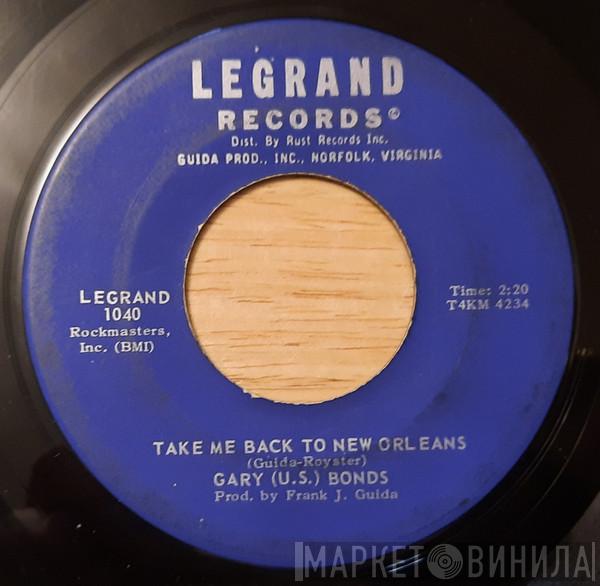 LEGRAND
RECORDS©
Dist. By Rust Records Inc.
GUIDA PROD., INC., NORFOLK, VIRGINIA
LEGRAND
1040
Rockmasters,
Inc. (BMI)
Time: 2:20
T4KM 4234
TAKE ME BACK TO NEW ORLEANS
(Guida-Royster)
GARY (U.S.) BONDS
Prod. by Frank J. Guida
МАРКЕТ ВИНИЛА